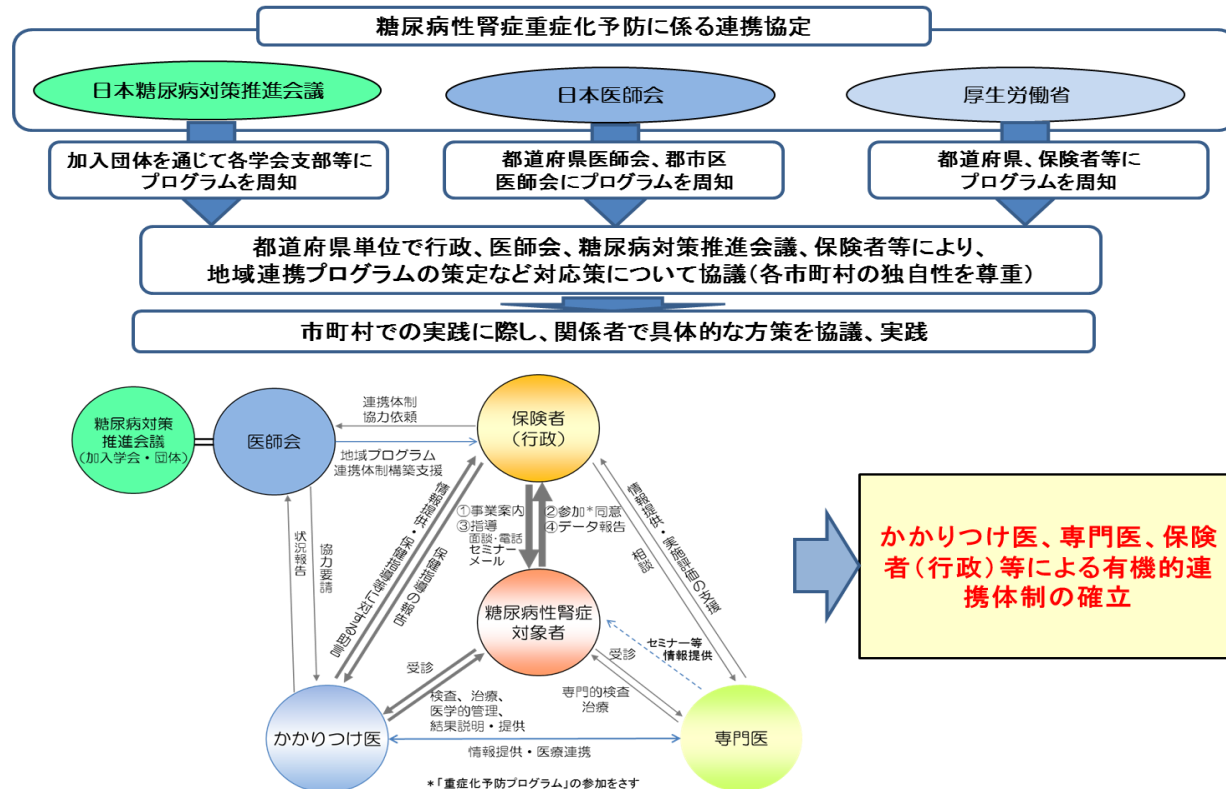 糖尿病性腎症重症化予防に係る連携協定
日本糖尿病対策推進会議
日本医師会
厚生労働省
加入団体を通じて各学会支部等に
プログラムを周知
都道府県医師会、郡市区
医師会にプログラムを周知
都道府県、保険者等に
プログラムを周知
都道府県単位で行政、医師会、糖尿病対策推進会議、保険者等により、
地域連携プログラムの策定など対応策について協議(各市町村の独自性を尊重)
市町村での実践に際し、関係者で具体的な方策を協議、実践
糖尿病対策
推進会議
(加入学会・団体)
医師会
連携体制
協力依頼
地域プログラム
連携体制構築支援
保険者
(行政)
状況報告
協力要請
情報提供・保健指導等に対する助言
保健指導の報告
①事業案内
③指導
面談・電話
セミナー
メール
②参加*同意
④データ報告
情報提供・実施評価の支援
相談
糖尿病性腎症
対象者
セミナー等
情報提供
受診
検査、治療、
医学的管理、
結果説明・提供
受診
専門的検査
治療
かかりつけ医
情報提供・医療連携
専門医
*「重症化予防プログラム」の参加をさす
かかりつけ医、専門医、保険
者(行政)等による有機的連
携体制の確立